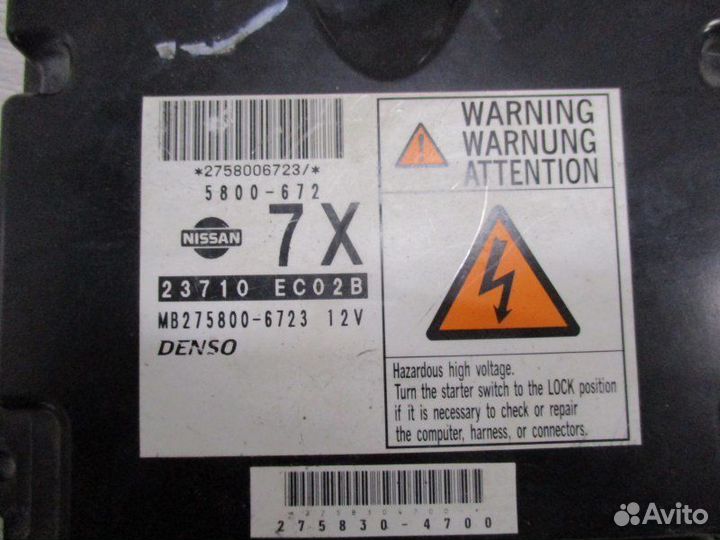 *2758006723/*
5800-672
NISSAN
7X
23710 EC02B
MB275800-6723 12V
DENSO
WARNING
WARNUNG
ATTENTION
Hazardous high voltage.
Turn the starter switch to the LOCK position
if it is necessary to check or repair
the computer, harness, or connectors.
275830-4700
Avito